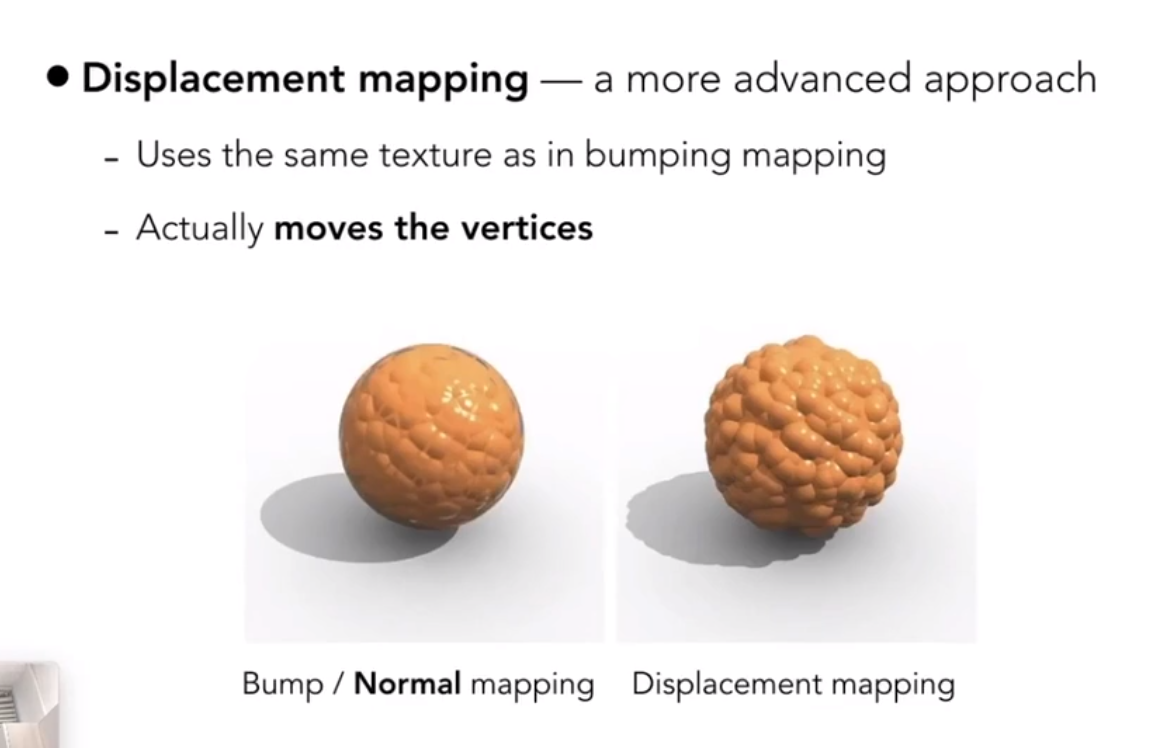 ● Displacement mapping — a more advanced approach
- Uses the same texture as in bumping mapping
- Actually moves the vertices
Bump / Normal mapping
Displacement mapping